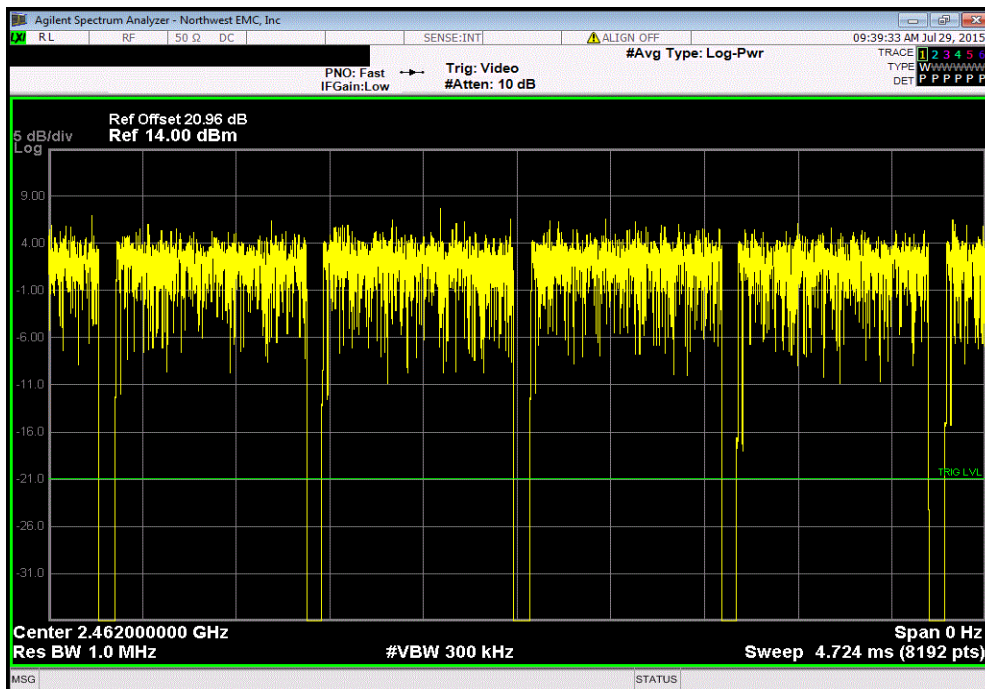 Agilent Spectrum Analyzer - Northwest EMC, Inc
LXI RL RF 50 Ω DC SENSE:INT ALIGN OFF 09:39:33 AM Jul 29, 2015
#Avg Type: Log-Pwr
TRACE 1 2 3 4 5 6
PNO: Fast Trig: Video TYPE WWWWWW
IFGain:Low #Atten: 10 dB DET P P P P P P
Ref Offset 20.96 dB
5 dB/div Ref 14.00 dBm
Log
9.00
4.00
-1.00
-6.00
-11.0
-16.0
-21.0 TRIG LVL
-26.0
-31.0
Center 2.462000000 GHz Span 0 Hz
Res BW 1.0 MHz #VBW 300 kHz Sweep 4.724 ms (8192 pts)
MSG STATUS